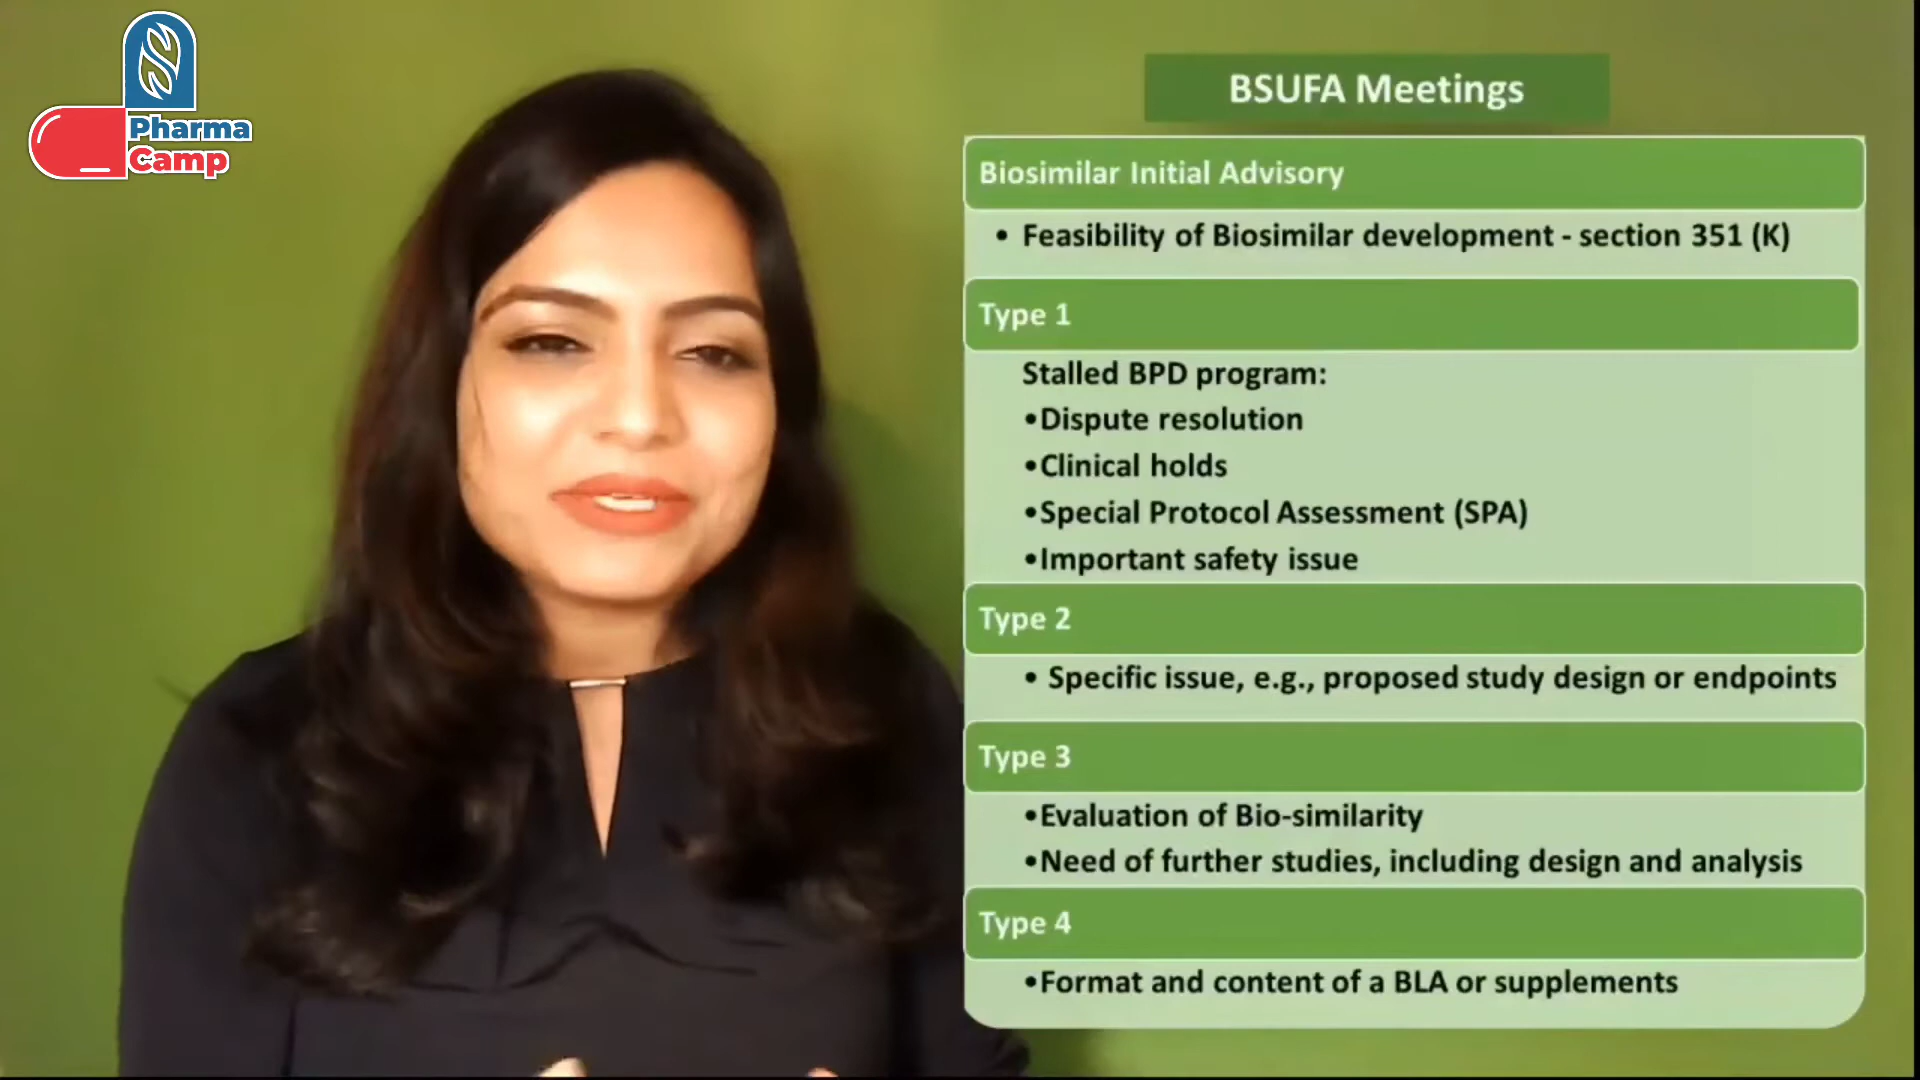 Pharma
Camp
BSUFA Meetings
Biosimilar Initial Advisory
• Feasibility of Biosimilar development - section 351 (K)
Type 1
Stalled BPD program:
•Dispute resolution
•Clinical holds
•Special Protocol Assessment (SPA)
•Important safety issue
Type 2
• Specific issue, e.g., proposed study design or endpoints
Type 3
•Evaluation of Bio-similarity
•Need of further studies, including design and analysis
Type 4
•Format and content of a BLA or supplements